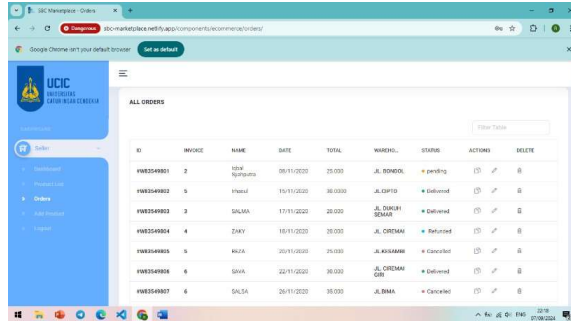 SBC Marketplace - Orders
Dangerous
sbc-marketplace.netlify.app/components/ecommerce/orders/
Google Chrome isn't your default browser
Set as default
UCIC
UNIVERSITAS
CATUR INSAN CENDEKIA
ALL ORDERS
Filter Table
Seller
Dashboard
Product List
Orders
Add Product
Logout
ID INVOICE NAME DATE TOTAL WAREHO... STATUS ACTIONS DELETE
#W83549801 2 Iqbal 08/11/2020 25.000 JL. BONDOL pending
#W83549802 5 15/11/2020 30.0000 JL.CIPTO Delivered
#W83549803 3 SALMA 17/11/2020 20.000 JL. DUKUH SEMAR Delivered
#W83549804 4 ZAKY 18/11/2020 20.000 JL. CIREMAI Refunded
#W83549805 5 REZA 20/11/2020 25.000 JL.KESAMBI Cancelled
#W83549806 6 SAVA 22/11/2020 30.000 JL. CIREMAI GIRI Delivered
#W83549807 6 SALSA 26/11/2020 35.000 JL.BIMA Cancelled
ENG
22:18
07/08/2024